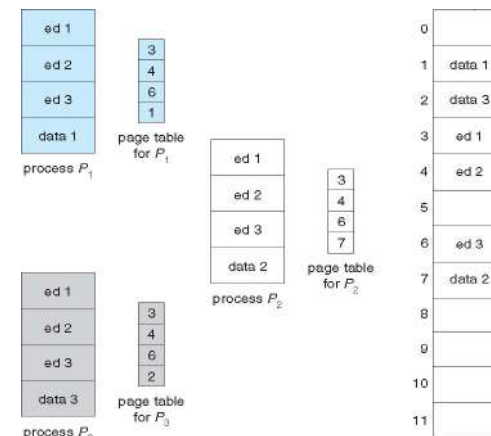 ed 1
ed 2
ed 3
data 1
process P1
3
4
6
1
page table
for P1
ed 1
ed 2
ed 3
data 2
process P2
3
4
6
7
page table
for P2
ed 1
ed 2
ed 3
data 3
process P3
3
4
6
2
page table
for P3
0
1 data 1
2 data 3
3 ed 1
4 ed 2
5
6 ed 3
7 data 2
8
9
10
11